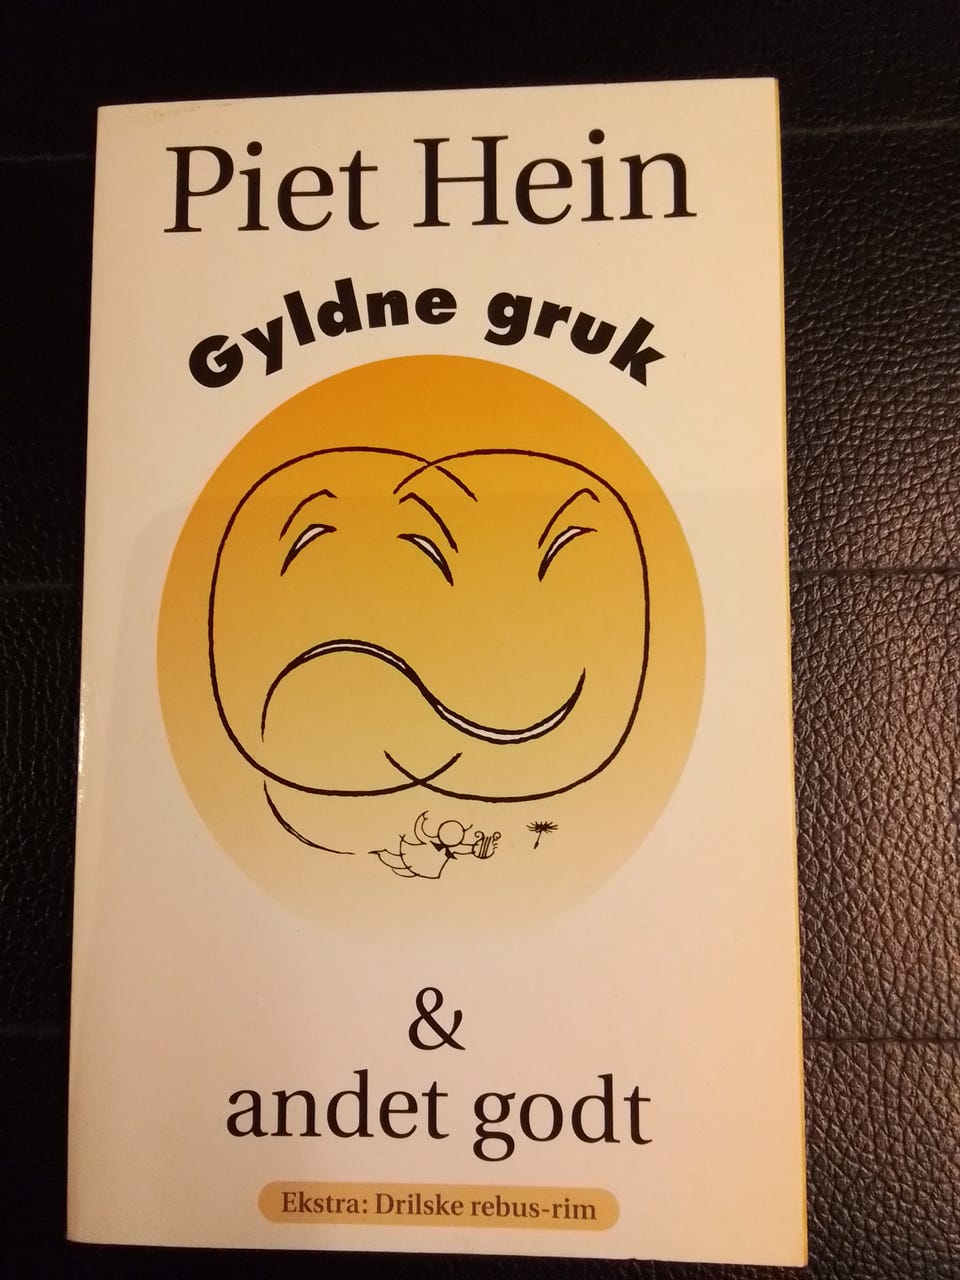 Piet Hein
Gyldne gruk
&
andet godt
Ekstra: Drilske rebus-rim